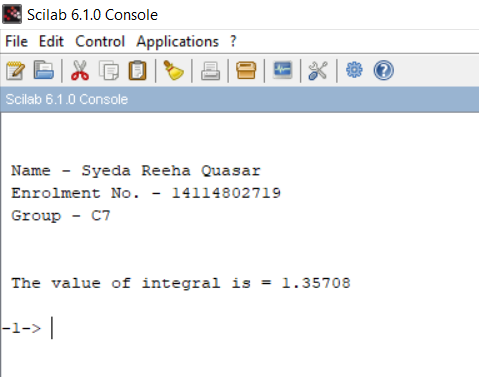 Scilab 6.1.0 Console
File Edit Control Applications ?
Scilab 6.1.0 Console
Name - Syeda Reeha Quasar
Enrolment No. - 14114802719
Group - C7
The value of integral is = 1.35708
-1->